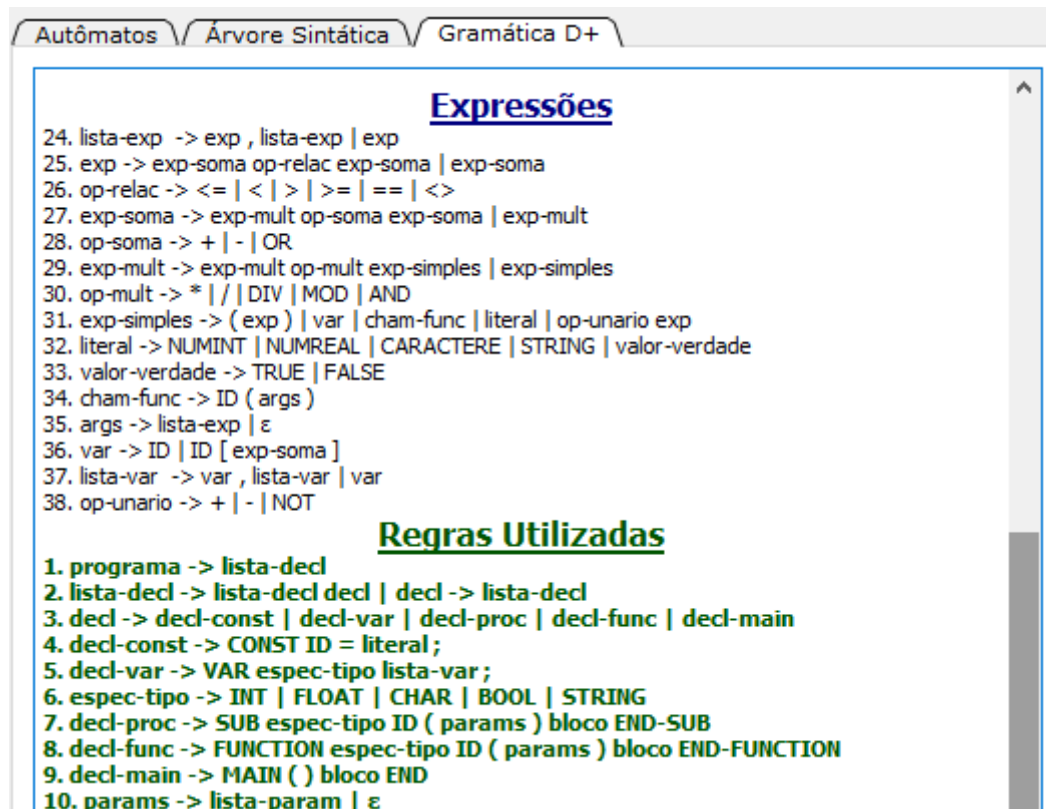 Autômatos Árvore Sintática Gramática D+
Expressões
24. lista-exp -> exp , lista-exp | exp
25. exp -> exp-soma op-relac exp-soma | exp-soma
26. op-relac -> <= | < | > | >= | == | <>
27. exp-soma -> exp-mult op-soma exp-soma | exp-mult
28. op-soma -> + | - | OR
29. exp-mult -> exp-mult op-mult exp-simples | exp-simples
30. op-mult -> * | / | DIV | MOD | AND
31. exp-simples -> ( exp ) | var | cham-func | literal | op-unario exp
32. literal -> NUMINT | NUMREAL | CARACTERE | STRING | valor-verdade
33. valor-verdade -> TRUE | FALSE
34. cham-func -> ID ( args )
35. args -> lista-exp | ε
36. var -> ID | ID [ exp-soma ]
37. lista-var -> var , lista-var | var
38. op-unario -> + | - | NOT
Regras Utilizadas
1. programa -> lista-decl
2. lista-decl -> lista-decl decl | decl -> lista-decl
3. decl -> decl-const | decl-var | decl-proc | decl-func | decl-main
4. decl-const -> CONST ID = literal ;
5. decl-var -> VAR espec-tipo lista-var ;
6. espec-tipo -> INT | FLOAT | CHAR | BOOL | STRING
7. decl-proc -> SUB espec-tipo ID ( params ) bloco END-SUB
8. decl-func -> FUNCTION espec-tipo ID ( params ) bloco END-FUNCTION
9. decl-main -> MAIN ( ) bloco END
10. params -> lista-param | ε